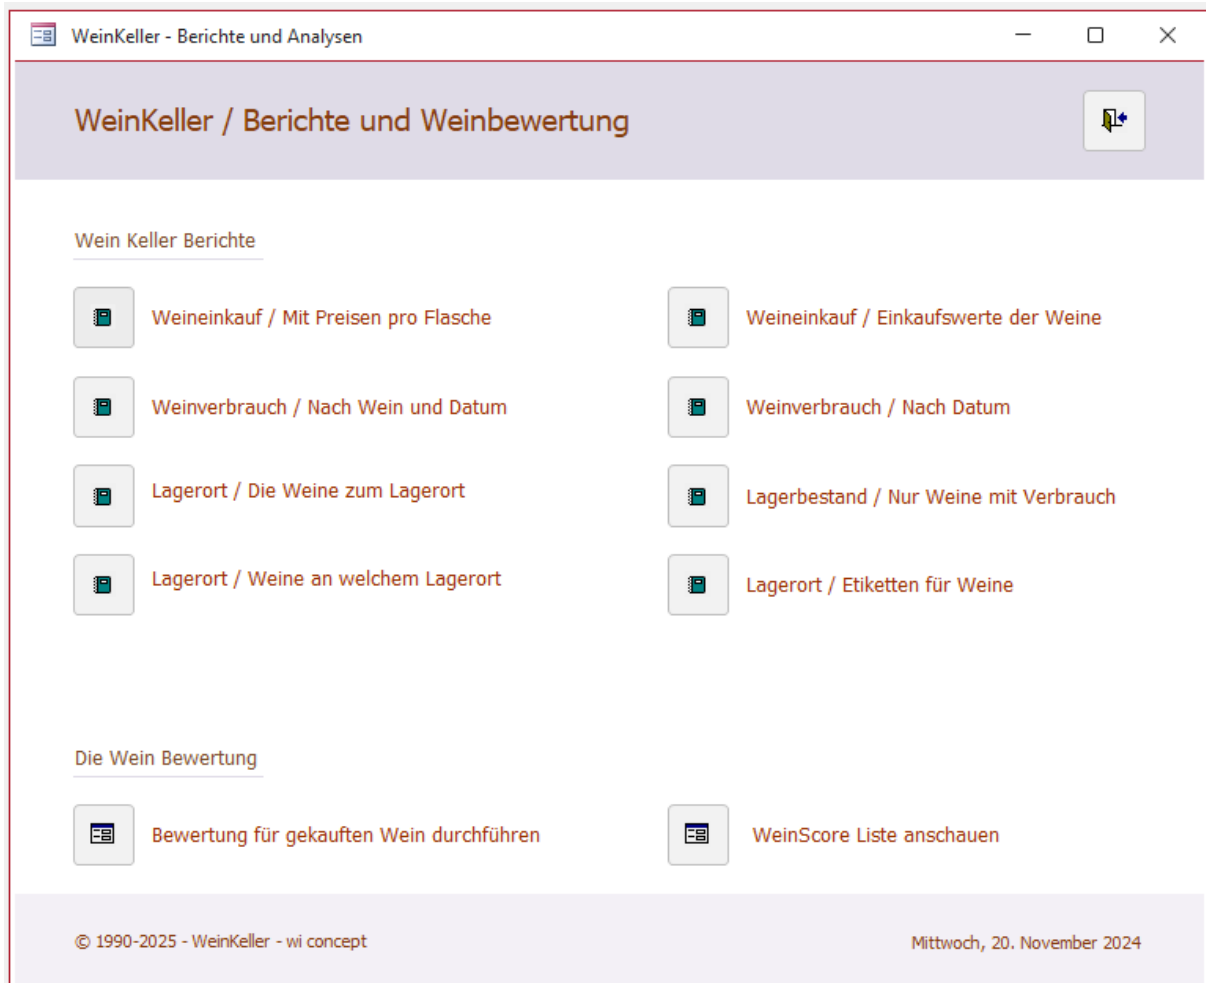 WeinKeller - Berichte und Analysen
WeinKeller / Berichte und Weinbewertung
Wein Keller Berichte
Weineinkauf / Mit Preisen pro Flasche
Weineinkauf / Einkaufswerte der Weine
Weinverbrauch / Nach Wein und Datum
Weinverbrauch / Nach Datum
Lagerort / Die Weine zum Lagerort
Lagerbestand / Nur Weine mit Verbrauch
Lagerort / Weine an welchem Lagerort
Lagerort / Etiketten für Weine
Die Wein Bewertung
Bewertung für gekauften Wein durchführen
WeinScore Liste anschauen
© 1990-2025 - WeinKeller - wi concept
Mittwoch, 20. November 2024